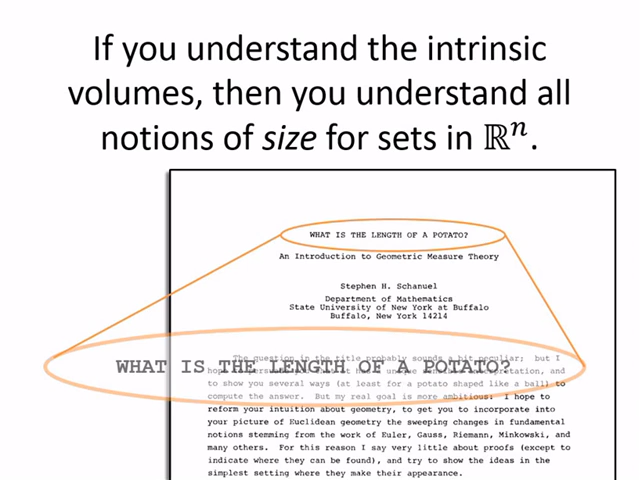 If you understand the intrinsic
volumes, then you understand all
notions of size for sets in ℝⁿ.
WHAT IS THE LENGTH OF A POTATO?
An Introduction to Geometric Measure Theory
Stephen H. Schanuel
Department of Mathematics
State University of New York at Buffalo
Buffalo, New York 14214
WHAT IS THE LENGTH OF A POTATO?
The question in the title probably sounds a bit peculiar; but I
and
to show you several ways (at least for a potato shaped like a ball) to
compute the answer. But my real goal is more ambitious: I hope to
reform your intuition about geometry, to get you to incorporate into
your picture of Euclidean geometry the sweeping changes in fundamental
notions stemming from the work of Euler, Gauss, Riemann, Minkowski, and
many others. For this reason I say very little about proofs (except to
indicate where they can be found), and try to show the ideas in the
simplest setting where they make their appearance.